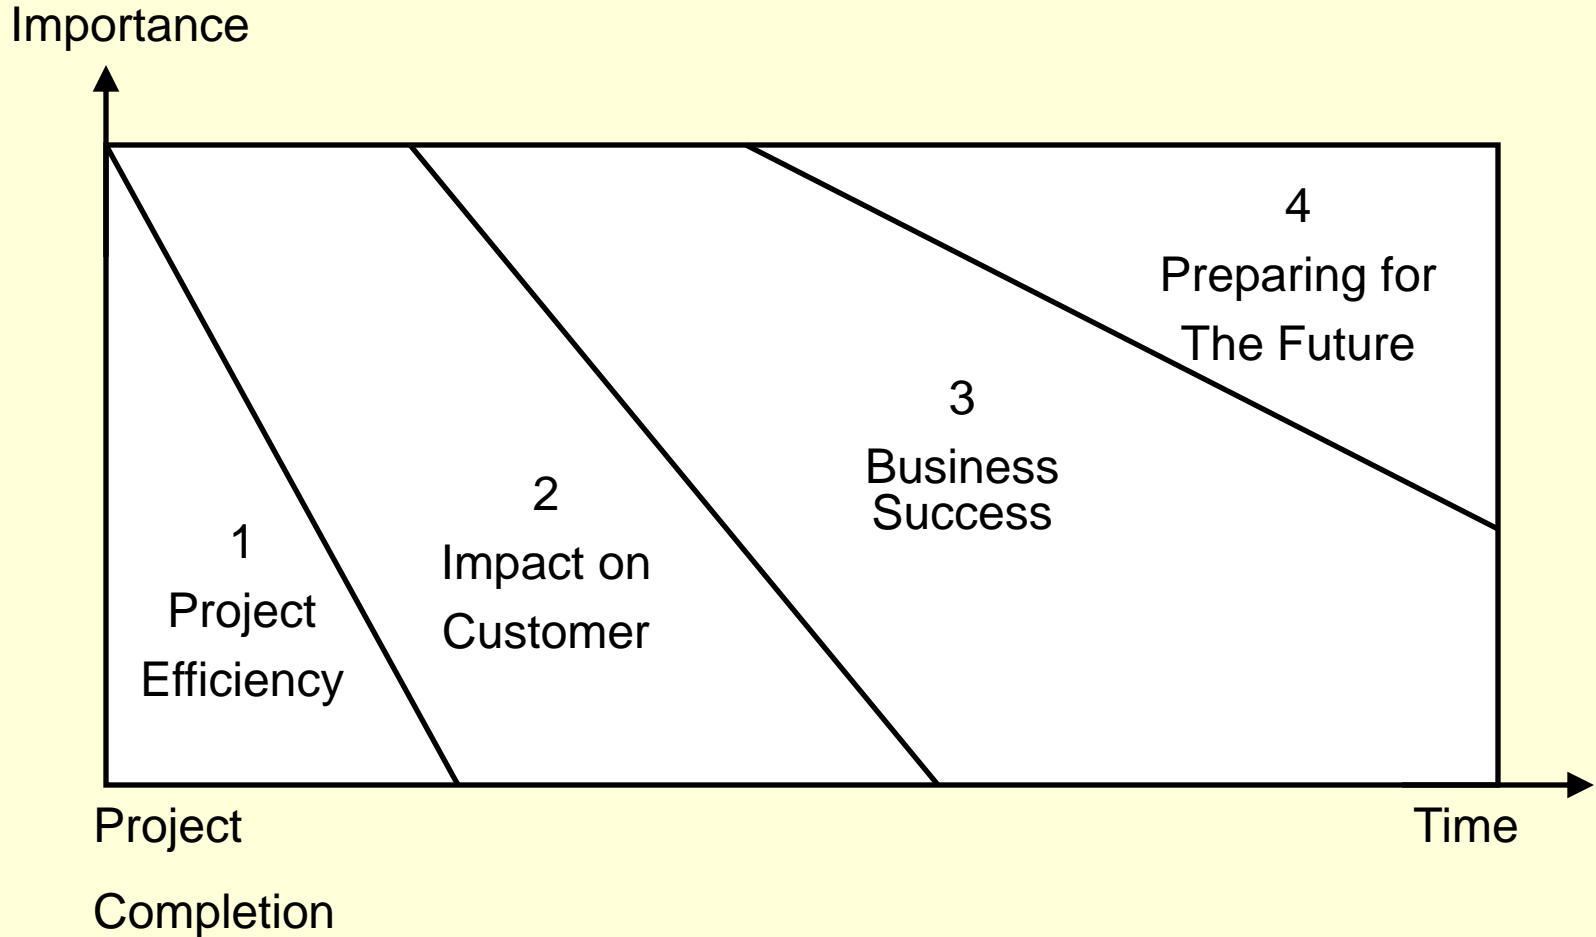 Importance
4
Preparing for
The Future
3
Business
Success
2
Impact on
Customer
1
Project
Efficiency
Project
Completion
Time